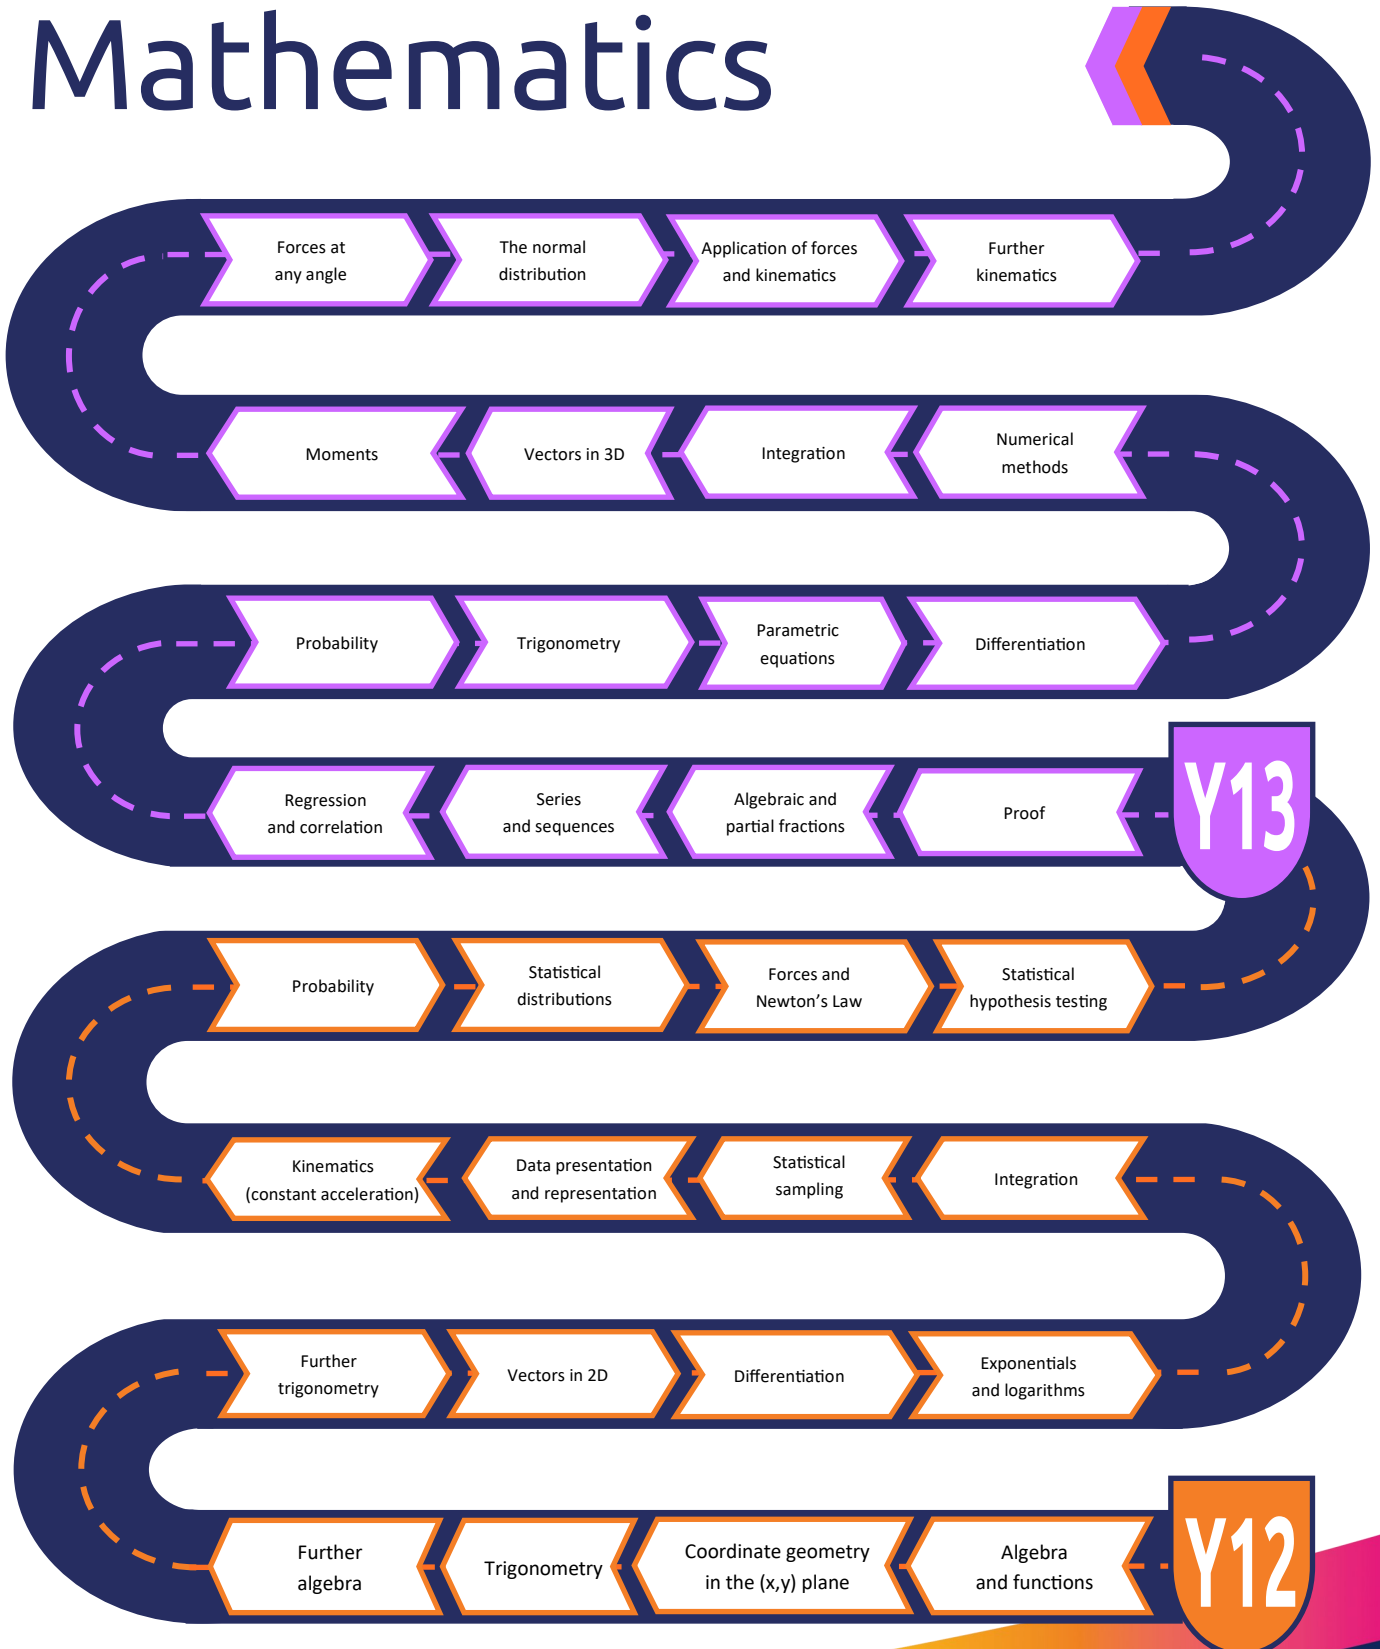 Mathematics
Forces at
any angle
The normal
distribution
Application of forces
and kinematics
Further
kinematics
Moments
Vectors in 3D
Integration
Numerical
methods
Probability
Trigonometry
Parametric
equations
Differentiation
Regression
and correlation
Series
and sequences
Algebraic and
partial fractions
Proof
Y13
Probability
Statistical
distributions
Forces and
Newton’s Law
Statistical
hypothesis testing
Kinematics
(constant acceleration)
Data presentation
and representation
Statistical
sampling
Integration
Further
trigonometry
Vectors in 2D
Differentiation
Exponentials
and logarithms
Further
algebra
Trigonometry
Coordinate geometry
in the (x,y) plane
Algebra
and functions
Y12